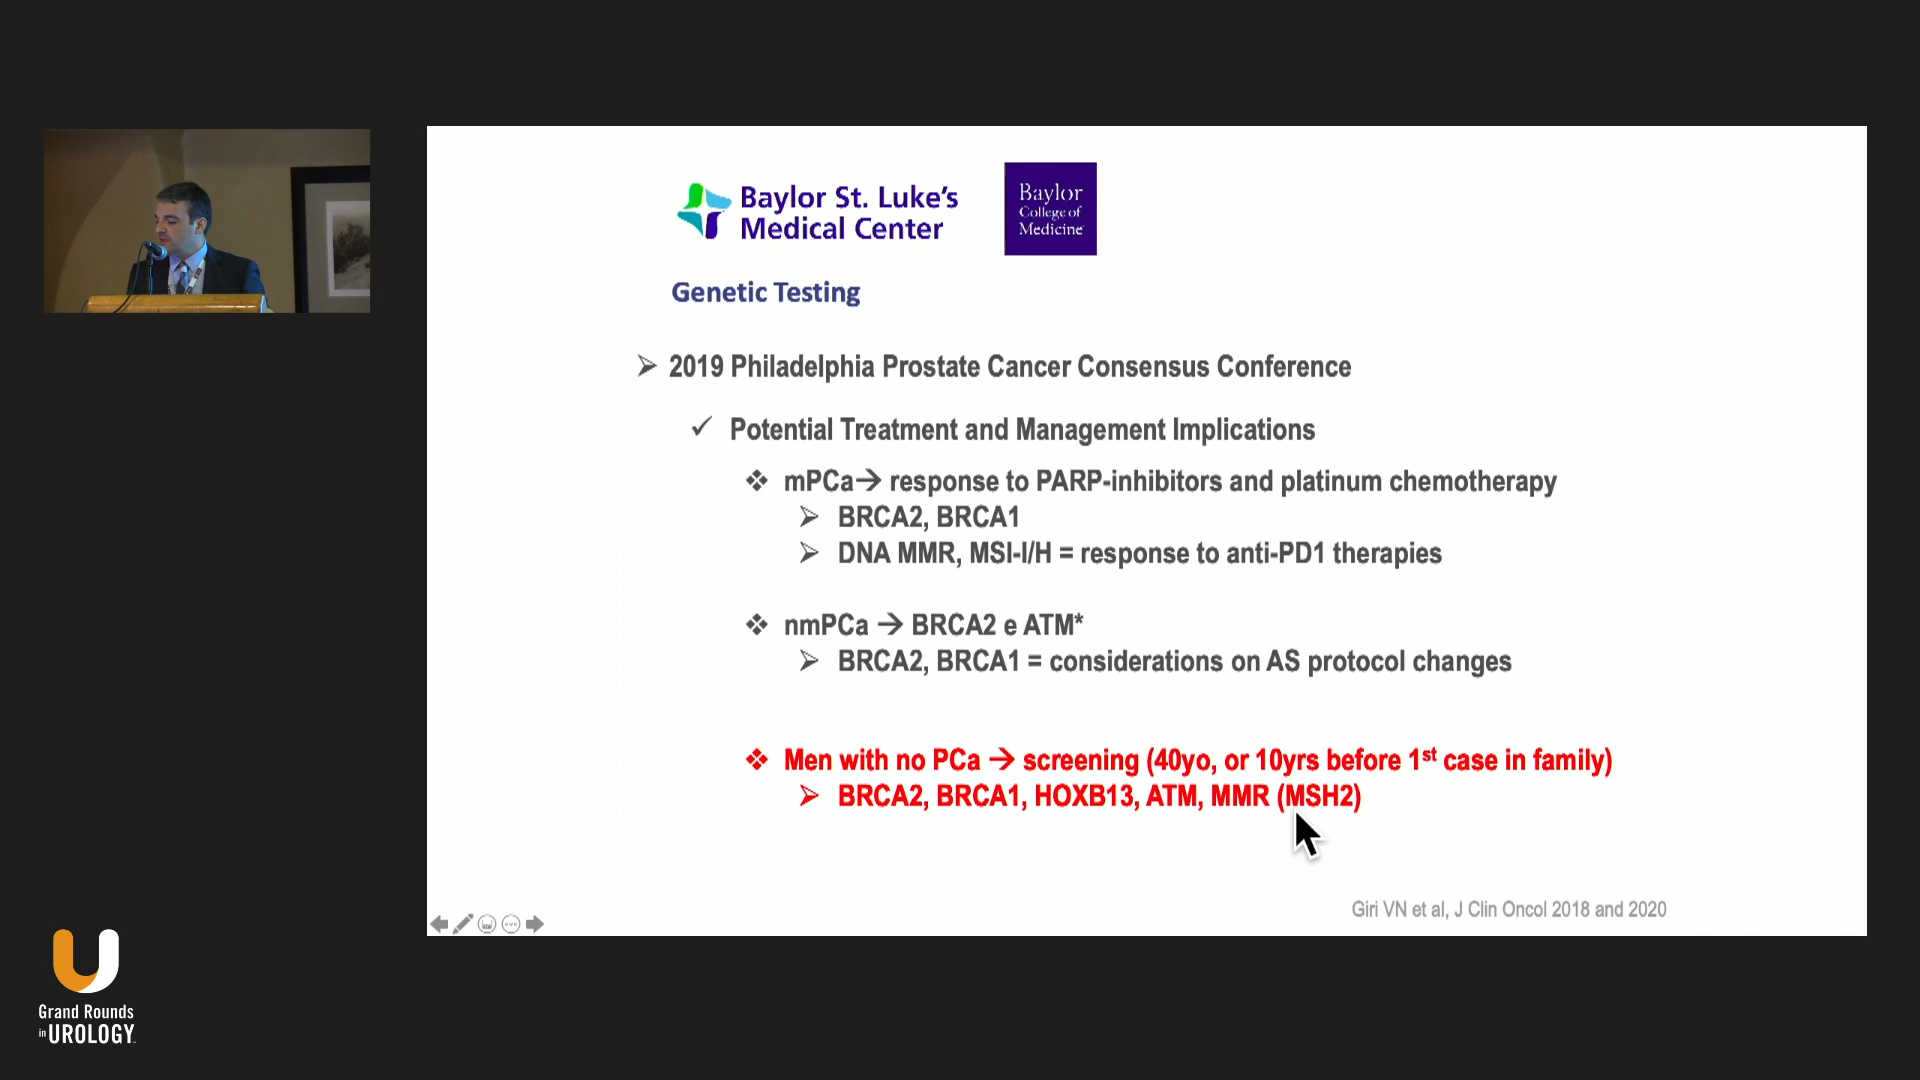 Baylor St. Luke's
Medical Center
Baylor
College of
Medicine
Genetic Testing
➢ 2019 Philadelphia Prostate Cancer Consensus Conference
✓ Potential Treatment and Management Implications
❖ mPCa→ response to PARP-inhibitors and platinum chemotherapy
➢ BRCA2, BRCA1
➢ DNA MMR, MSI-I/H = response to anti-PD1 therapies
❖ nmPCa → BRCA2 e ATM*
➢ BRCA2, BRCA1 = considerations on AS protocol changes
❖ Men with no PCa → screening (40yo, or 10yrs before 1st case in family)
➢ BRCA2, BRCA1, HOXB13, ATM, MMR (MSH2)
Giri VN et al, J Clin Oncol 2018 and 2020
Grand Rounds
in UROLOGY